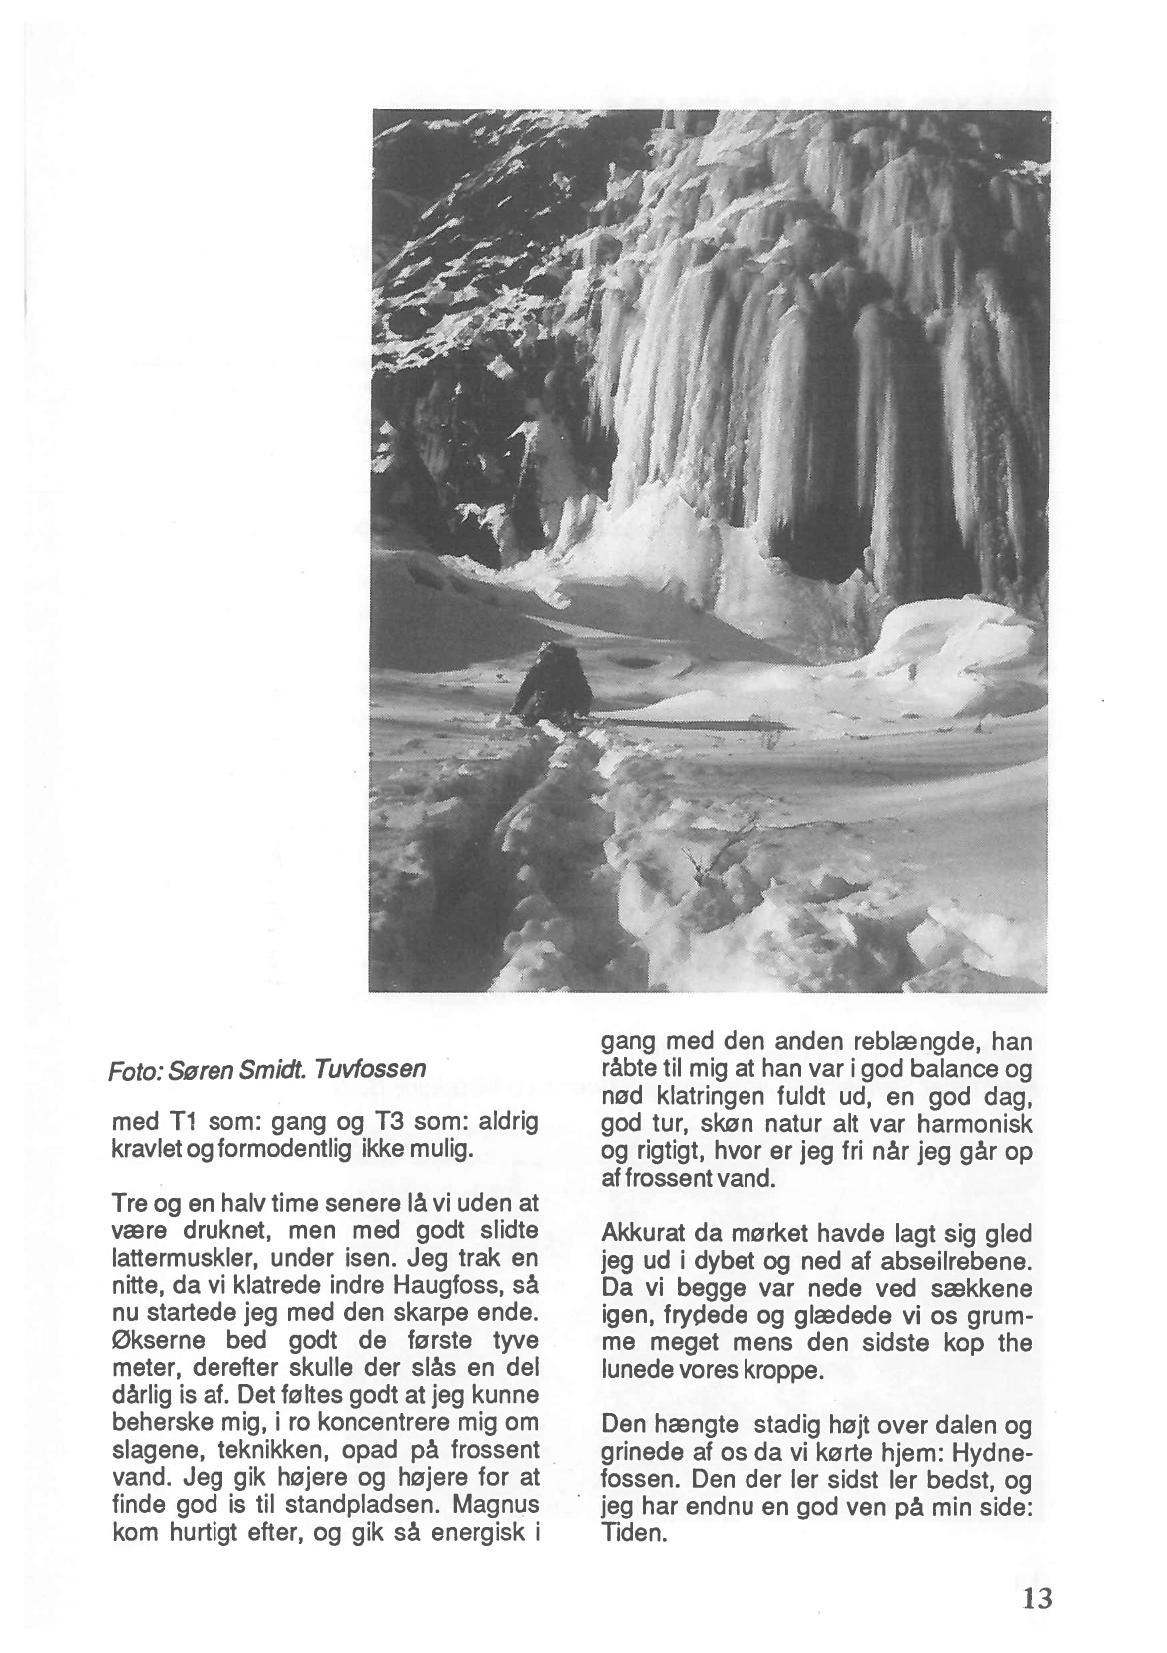 Foto: Søren Smidt. Tuvfossen
med T1 som: gang og T3 som: aldrig
kravlet og formodentlig ikke mulig.
Tre og en halv time senere lå vi uden at
være druknet, men med godt slidte
lattermuskler, under isen. Jeg trak en
nitte, da vi klatrede indre Haugfoss, så
nu startede jeg med den skarpe ende.
Økserne bed godt de første tyve
meter, derefter skulle der slås en del
dårlig is af. Det føltes godt at jeg kunne
beherske mig, i ro koncentrere mig om
slagene, teknikken, opad på frossent
vand. Jeg gik højere og højere for at
finde god is til standpladsen. Magnus
kom hurtigt efter, og gik så energisk i
gang med den anden reblængde, han
råbte til mig at han var i god balance og
nød klatringen fuldt ud, en god dag,
god tur, skøn natur alt var harmonisk
og rigtigt, hvor er jeg fri når jeg går op
af frossent vand.
Akkurat da mørket havde lagt sig gled
jeg ud i dybet og ned af abseilrebene.
Da vi begge var nede ved sækkene
igen, frydede og glædede vi os grum-
me meget mens den sidste kop the
lunede vores kroppe.
Den hængte stadig højt over dalen og
grinede af os da vi kørte hjem: Hydne-
fossen. Den der ler sidst ler bedst, og
jeg har endnu en god ven på min side:
Tiden.
13